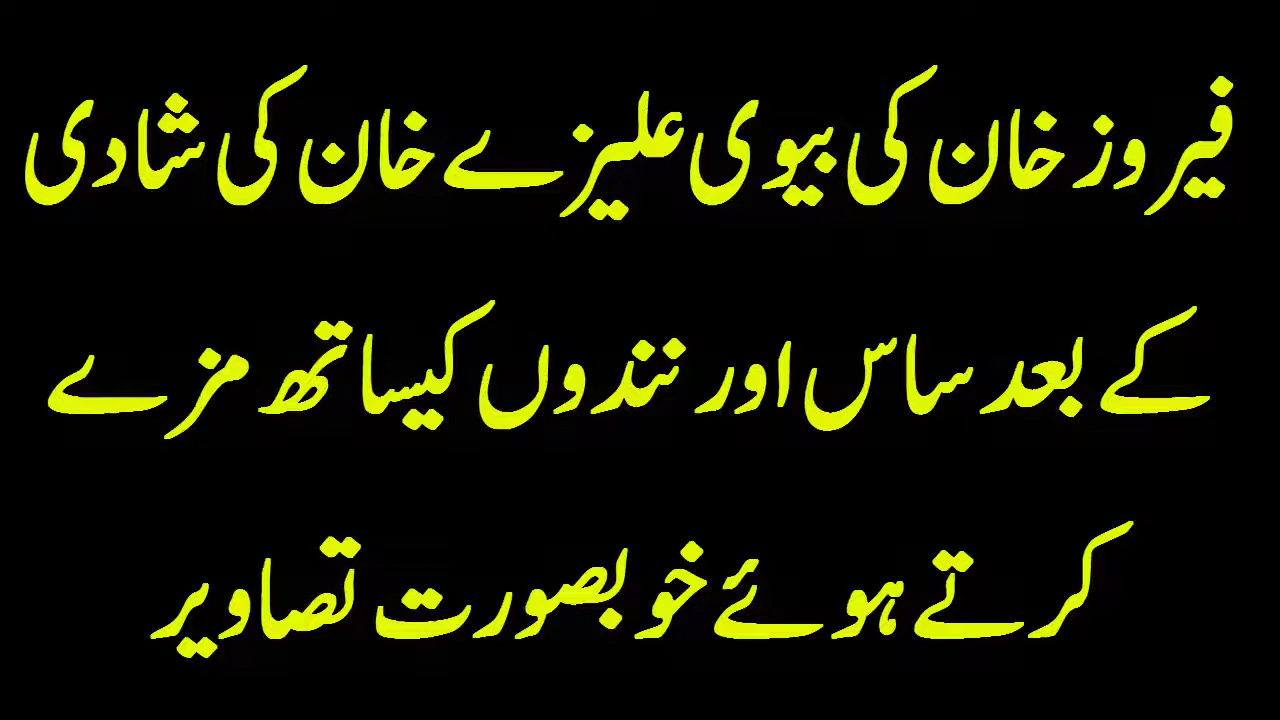 فیروز خان کی بیوی علیزے خان کی شادی
کے بعد ساس اور نندوں کیساتھ مزے
کرتے ہوئے خوبصورت تصاویر